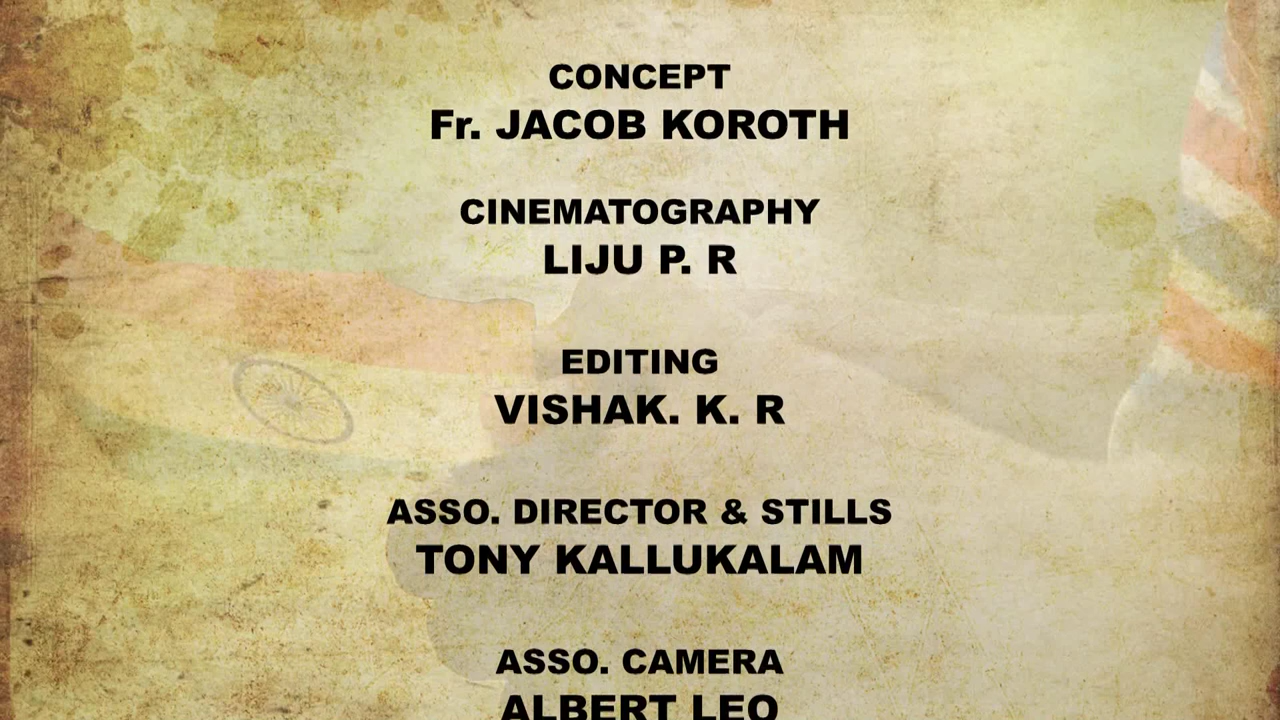 CONCEPT
Fr. JACOB KOROTH
CINEMATOGRAPHY
LIJU P. R
EDITING
VISHAK. K. R
ASSO. DIRECTOR & STILLS
TONY KALLUKALAM
ASSO. CAMERA
ALBERT LEO